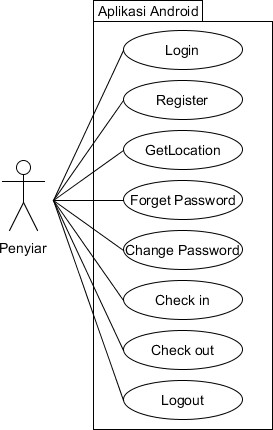 Aplikasi Android
Login
Register
GetLocation
Forget Password
Change Password
Check in
Check out
Logout
Penyiar